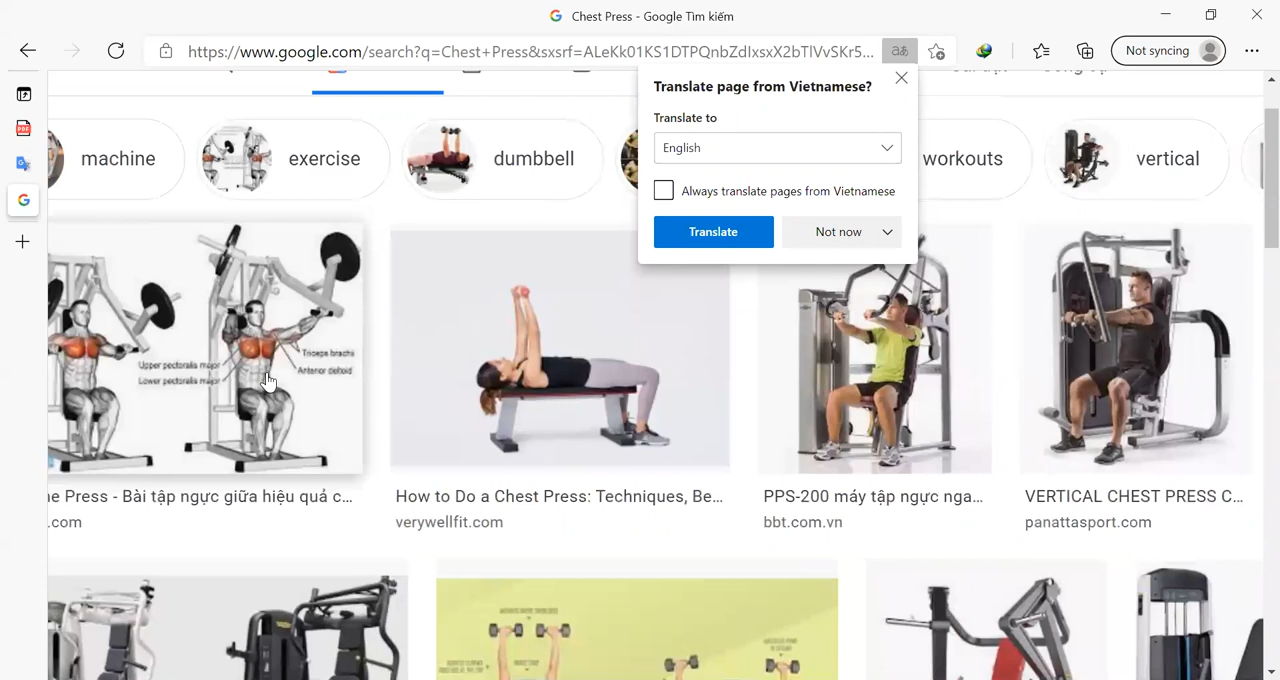 Chest Press - Google Tìm kiếm
https://www.google.com/search?q=Chest+Press&sxsrf=ALeKk01KS1DTPQnbZdIxsxX2bTlVvSKr5...
Not syncing
Translate page from Vietnamese?
Translate to
English
Always translate pages from Vietnamese
Translate
Not now
machine
exercise
dumbbell
workouts
vertical
Upper pectoralis major
Lower pectoralis major
Triceps brachii
Anterior deltoid
ne Press - Bài tập ngực giữa hiệu quả c...
.com
How to Do a Chest Press: Techniques, Be...
verywellfit.com
PPS-200 máy tập ngực nga...
bbt.com.vn
VERTICAL CHEST PRESS C...
panattasport.com